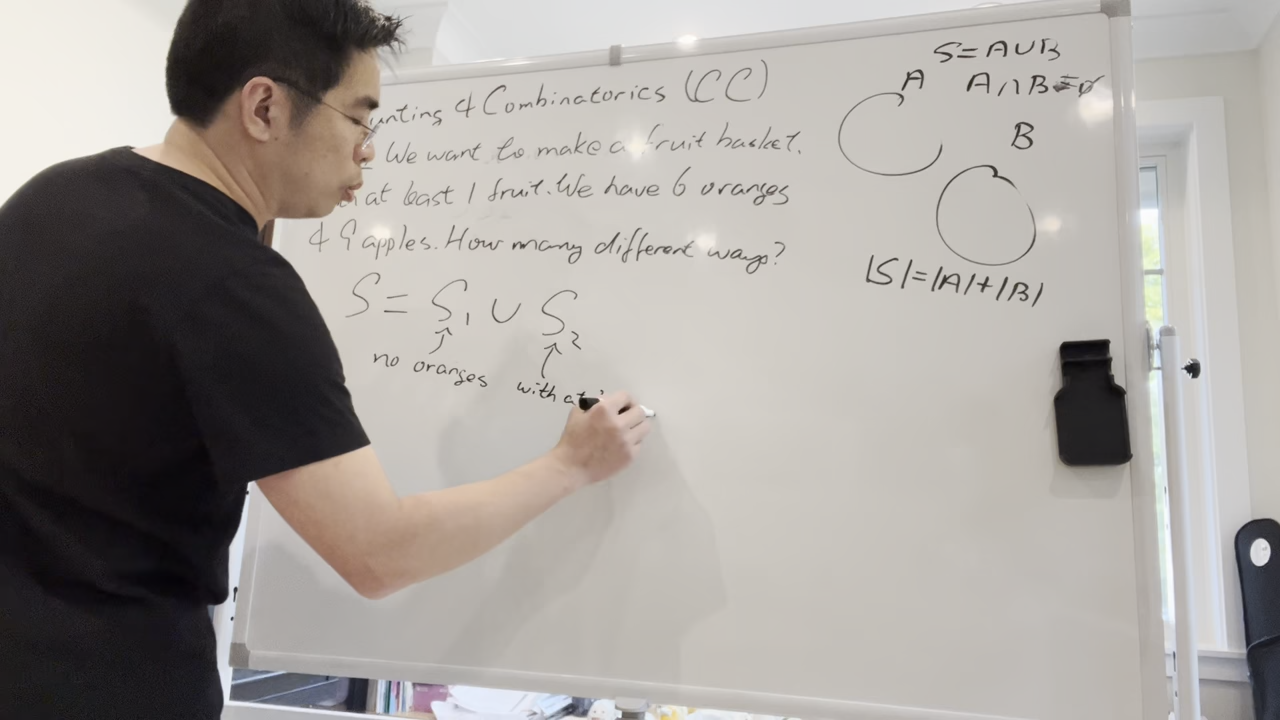 unting & Combinatorics (CC)
We want to make a fruit basket.
at least 1 fruit. We have 6 oranges
& 9 apples. How many different ways?
S = S₁ ∪ S₂
no oranges
with at
S = A ∪ B
A ∩ B = ∅
A
B
|S| = |A| + |B|